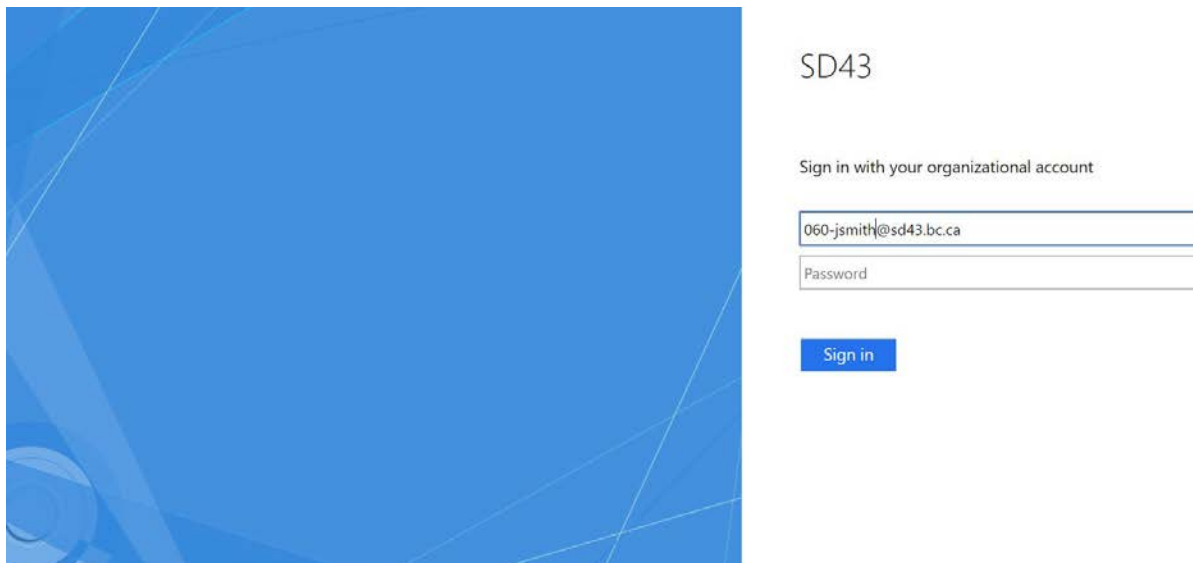 SD43
Sign in with your organizational account
060-jsmith@sd43.bc.ca
Password
Sign in